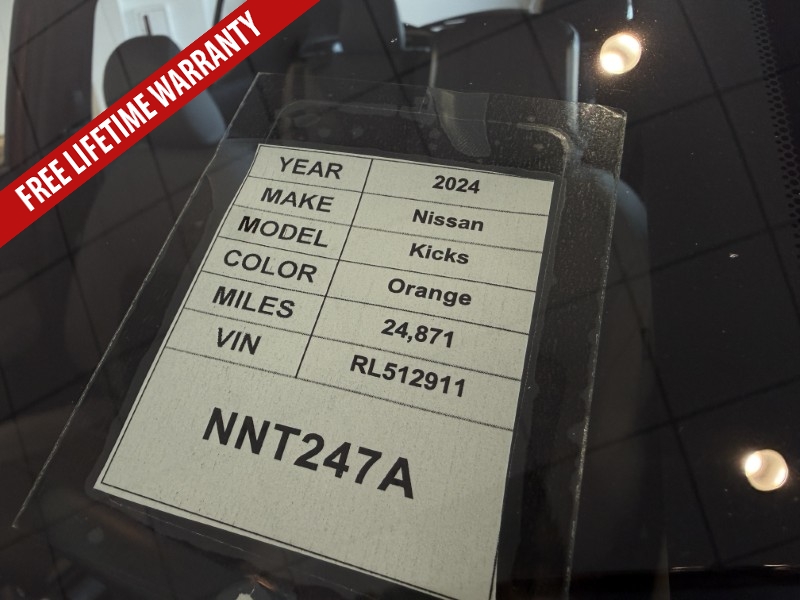 FREE LIFETIME WARRANTY
YEAR 2024
MAKE Nissan
MODEL Kicks
COLOR Orange
MILES 24,871
VIN RL512911
NNT247A